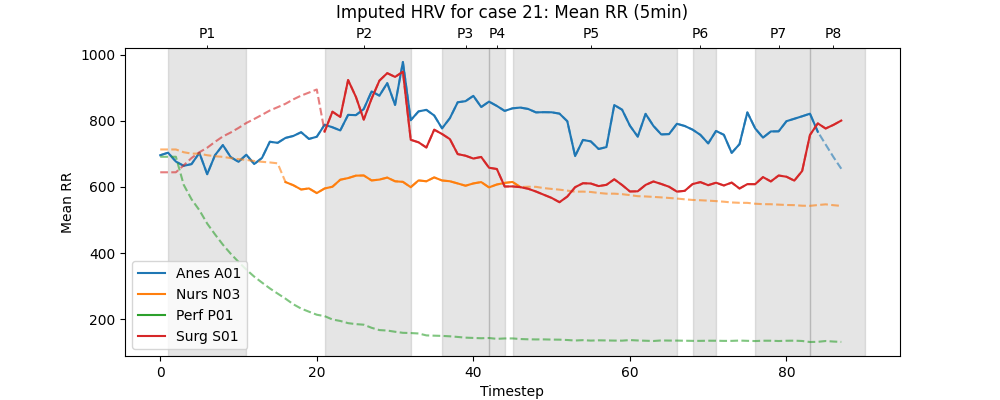 Imputed HRV for case 21: Mean RR (5min)
P1 P2 P3 P4 P5 P6 P7 P8
1000
800
600
400
200
Mean RR
Anes A01
Nurs N03
Perf P01
Surg S01
0 20 40 60 80
Timestep